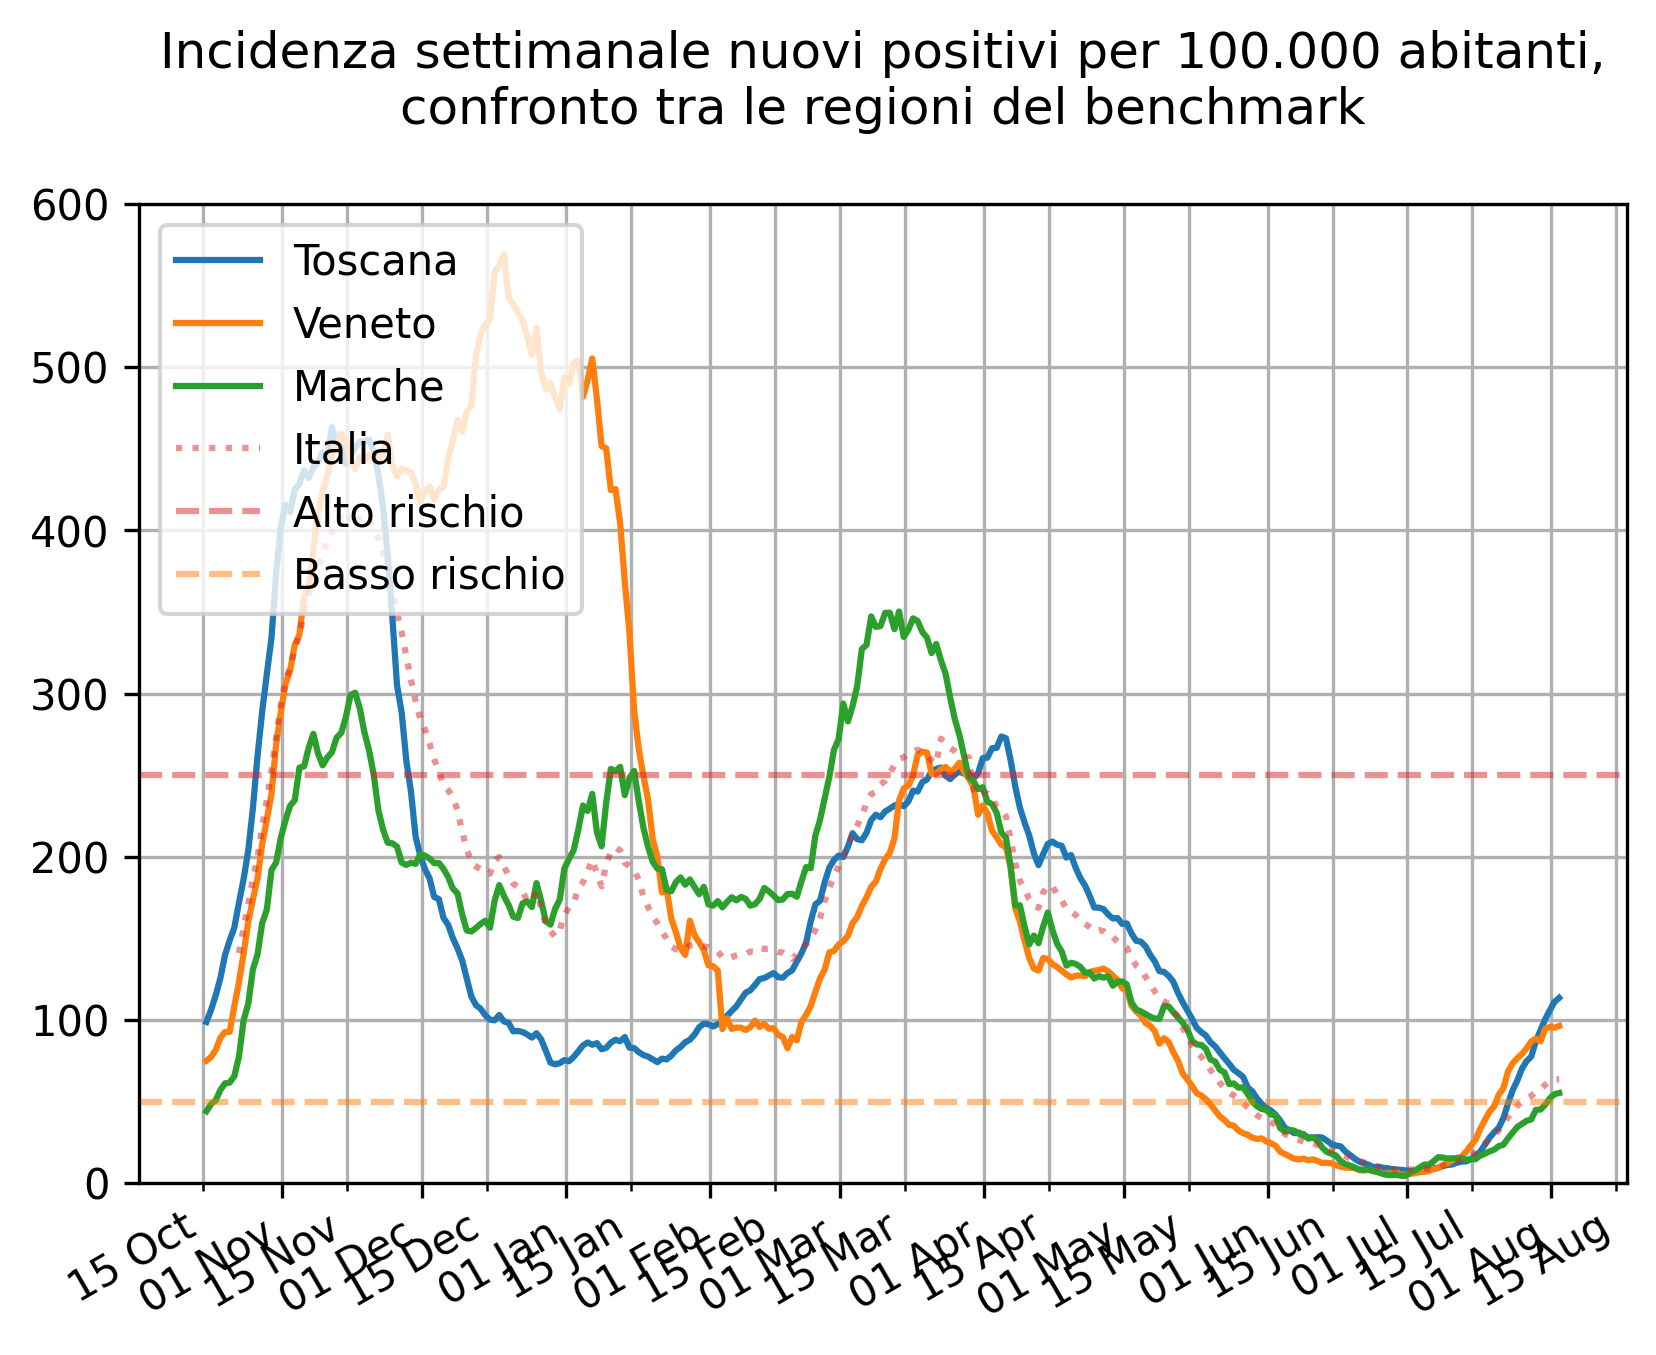 Incidenza settimanale nuovi positivi per 100.000 abitanti,
confronto tra le regioni del benchmark
600
500
400
300
200
100
0
Toscana
Veneto
Marche
Italia
Alto rischio
Basso rischio
15 Oct
01 Nov
15 Nov
01 Dec
15 Dec
01 Jan
15 Jan
01 Feb
15 Feb
01 Mar
15 Mar
01 Apr
15 Apr
01 May
15 May
01 Jun
15 Jun
01 Jul
15 Jul
01 Aug
15 Aug